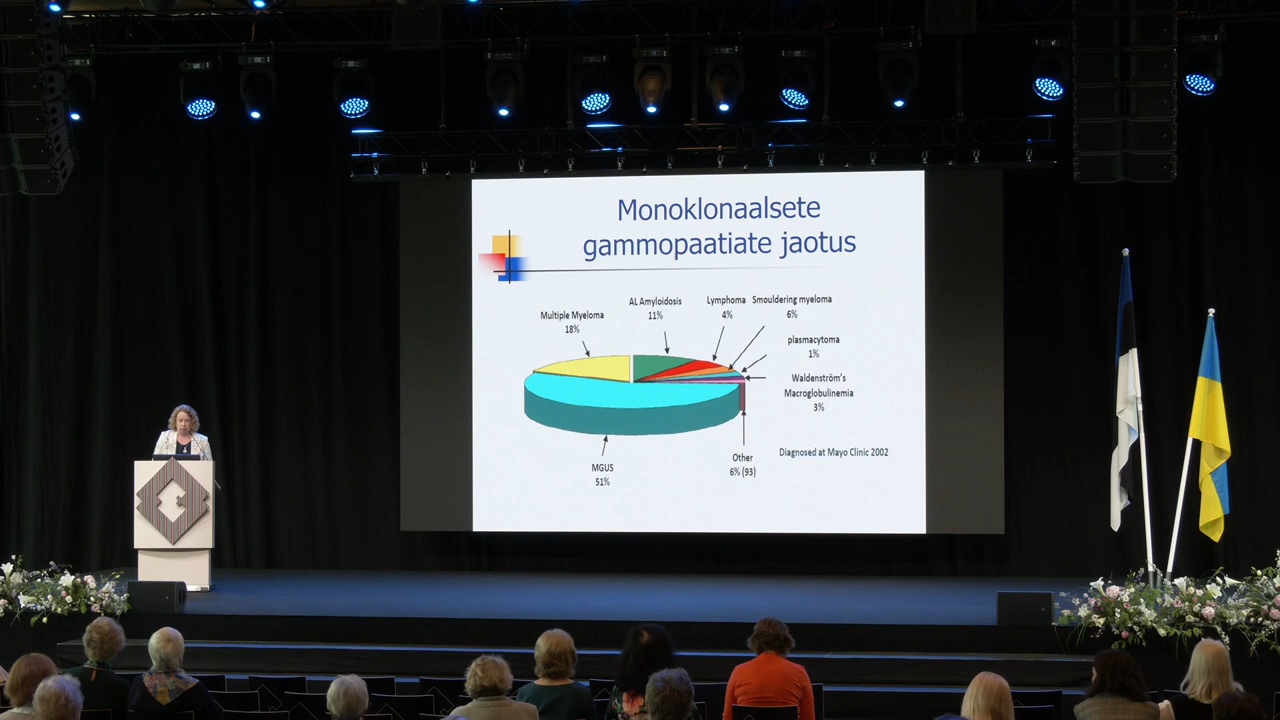 Monoklonaalsete
gammopaatiate jaotus
AL Amyloidosis
11%
Lymphoma
4%
Smouldering myeloma
6%
Multiple Myeloma
18%
plasmacytoma
1%
Waldenström's
Macroglobulinemia
3%
Other
6% (93)
Diagnosed at Mayo Clinic 2002
MGUS
51%